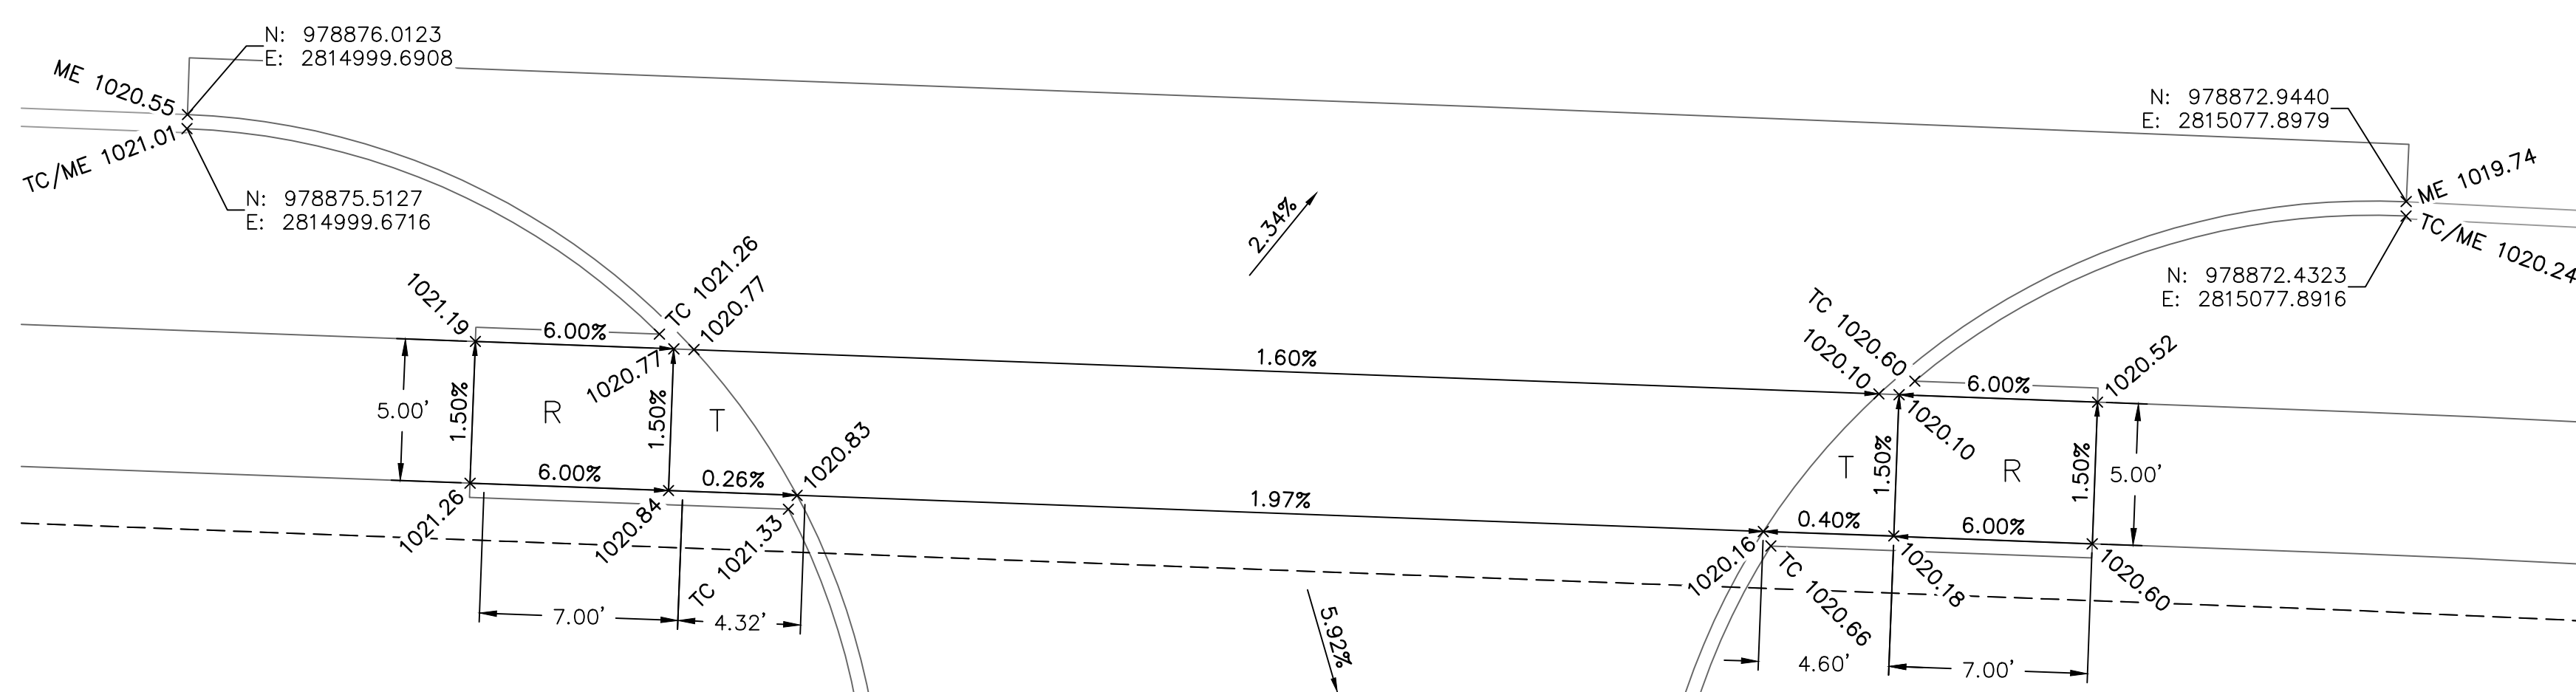 N: 978876.0123
E: 2814999.6908
ME 1020.55
TC/ME 1021.01
N: 978875.5127
E: 2814999.6716
N: 978872.9440
E: 2815077.8979
ME 1019.74
TC/ME 1020.24
N: 978872.4323
E: 2815077.8916
2.34%
1021.19
6.00%
TC 1021.26
1020.77
1020.77
1.60%
TC 1020.60
1020.10
6.00%
1020.52
1020.10
5.00'
1.50%
R
1.50%
T
T
1.50%
R
1.50%
5.00'
6.00%
0.26%
1020.83
1.97%
0.40%
6.00%
1021.26
1020.84
TC 1021.33
1020.16
TC 1020.66
1020.18
1020.60
7.00'
4.32'
5.92%
4.60'
7.00'